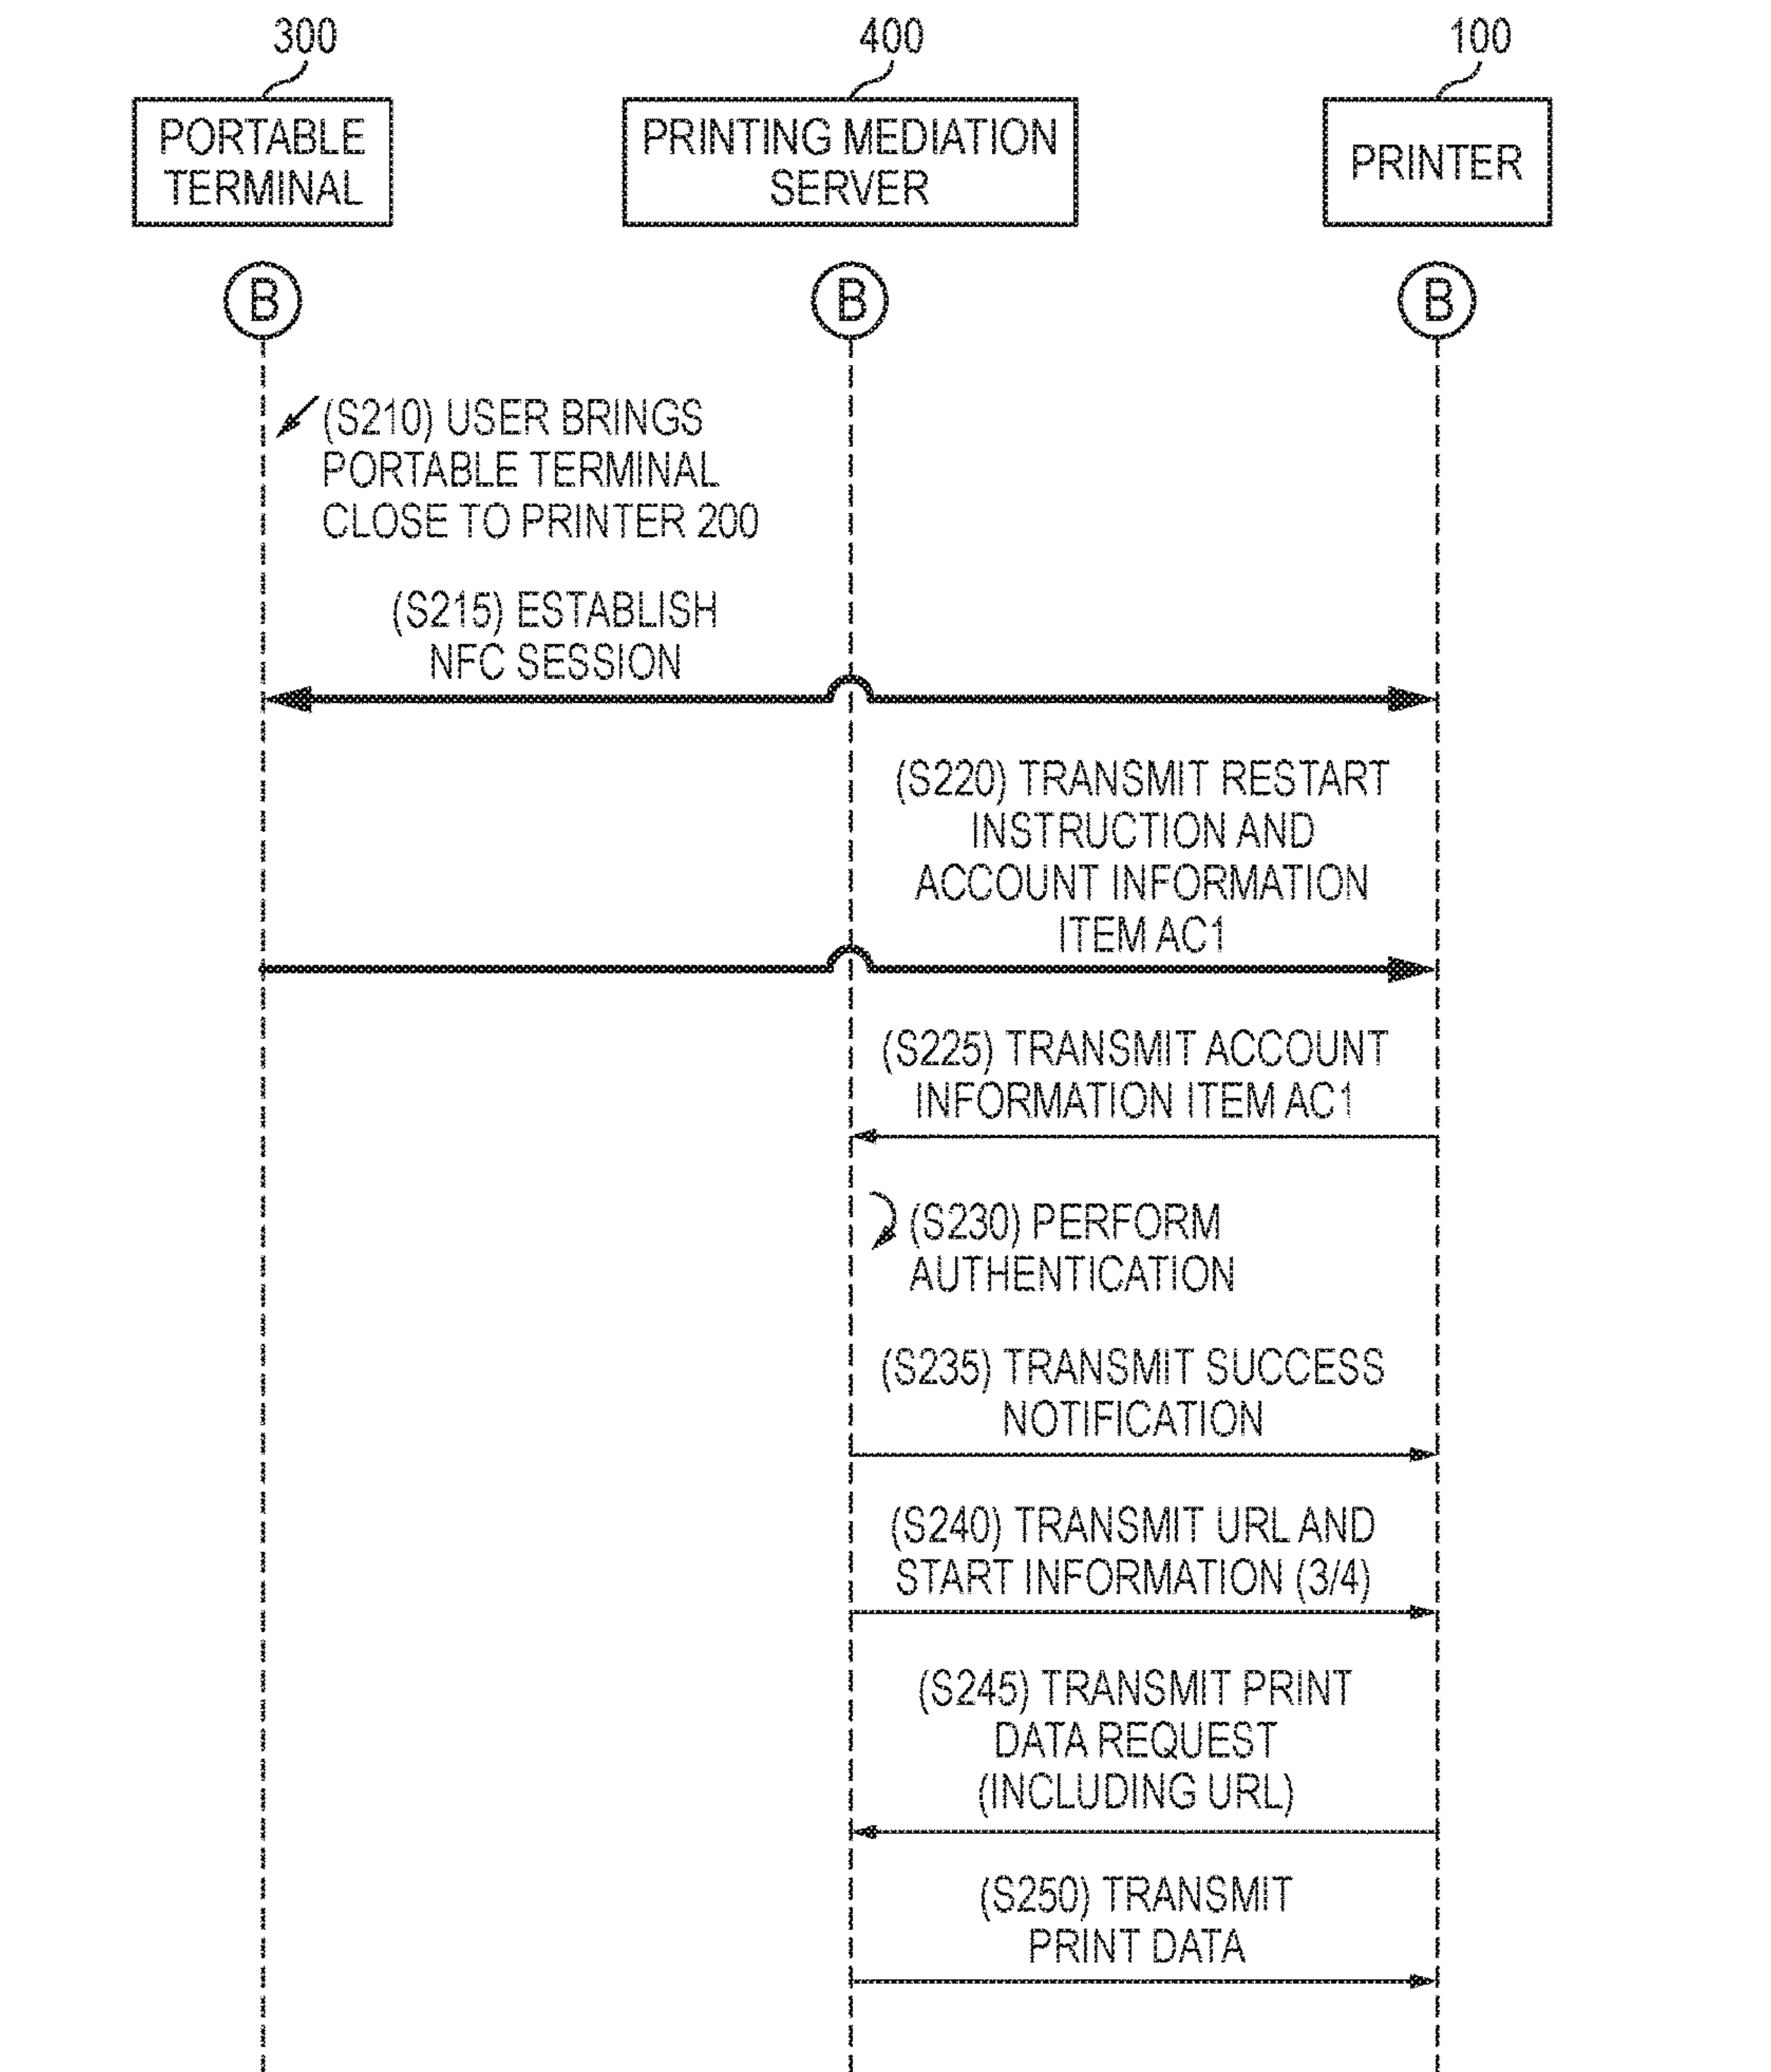 300
400
100
PORTABLE
TERMINAL
PRINTING MEDIATION
SERVER
PRINTER
B
B
B
(S210) USER BRINGS
PORTABLE TERMINAL
CLOSE TO PRINTER 200
(S215) ESTABLISH
NFC SESSION
(S220) TRANSMIT RESTART
INSTRUCTION AND
ACCOUNT INFORMATION
ITEM AC1
(S225) TRANSMIT ACCOUNT
INFORMATION ITEM AC1
(S230) PERFORM
AUTHENTICATION
(S235) TRANSMIT SUCCESS
NOTIFICATION
(S240) TRANSMIT URL AND
START INFORMATION (3/4)
(S245) TRANSMIT PRINT
DATA REQUEST
(INCLUDING URL)
(S250) TRANSMIT
PRINT DATA